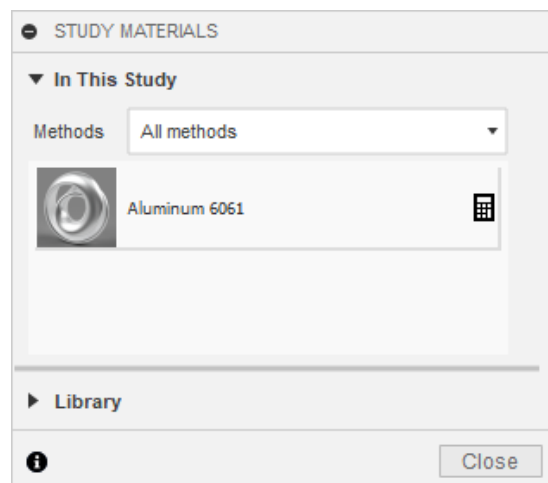 STUDY MATERIALS
In This Study
Methods All methods
Aluminum 6061
Library
Close